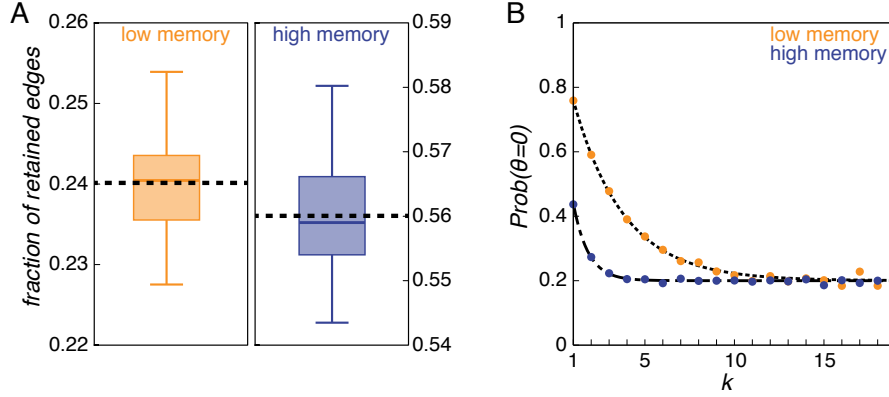 A
fraction of retained edges
0.26
0.25
0.24
0.23
0.22
low memory
high memory
0.59
0.58
0.57
0.56
0.55
0.54
B
Prob(θ=0)
1
0.8
0.6
0.4
0.2
0
low memory
high memory
1
5
10
15
k